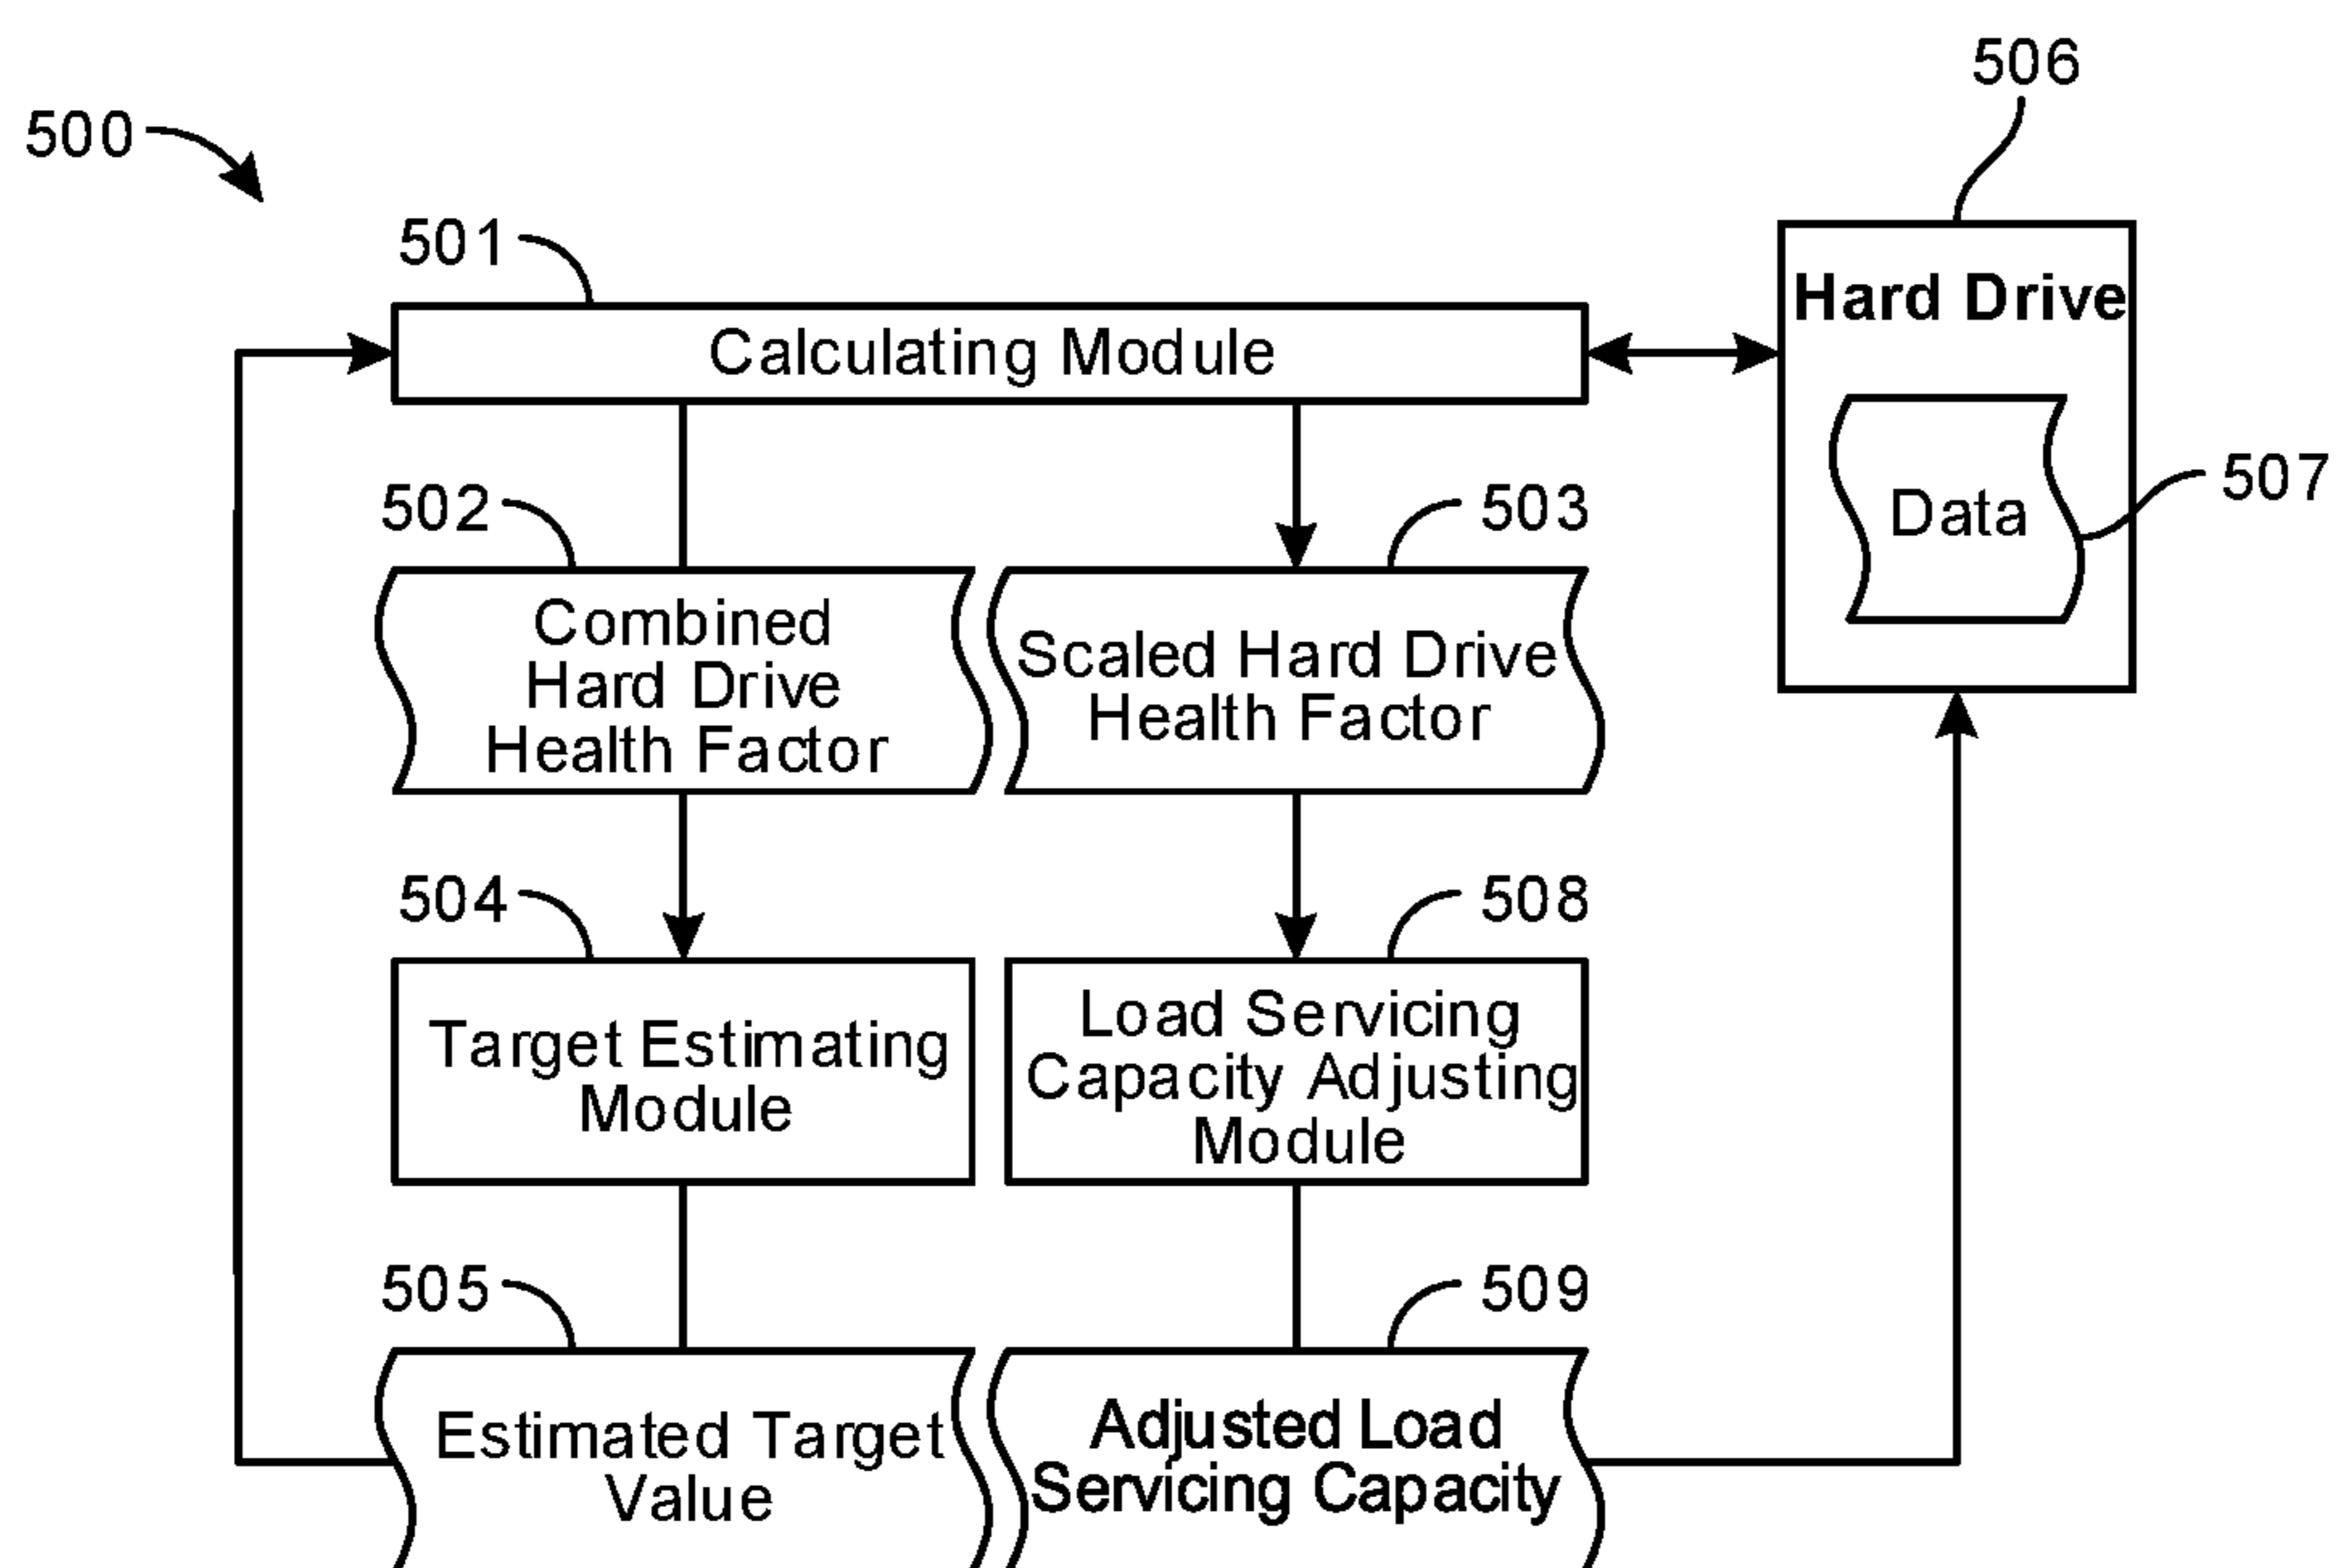 506
500
501
Hard Drive
Calculating Module
507
502
503
Data
Combined
Hard Drive
Health Factor
Scaled Hard Drive
Health Factor
504
508
Target Estimating
Module
Load Servicing
Capacity Adjusting
Module
505
509
Estimated Target
Value
Adjusted Load
Servicing Capacity